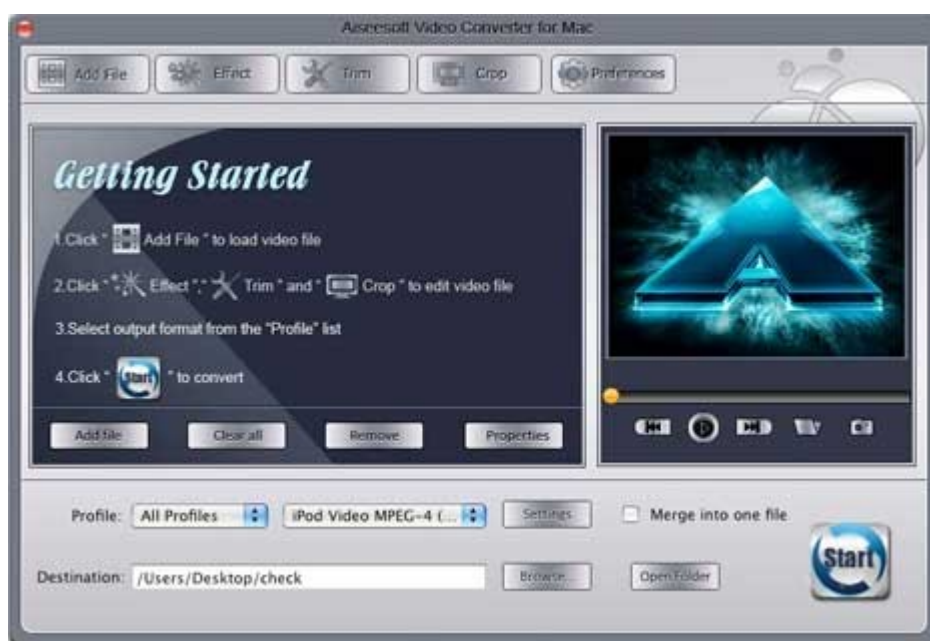 Aiseesoft Video Converter for Mac
Add File Effect Trim Crop Preferences
Getting Started
1.Click " Add File " to load video file
2.Click " Effect "," Trim " and " Crop " to edit video file
3.Select output format from the "Profile" list
4.Click " Start " to convert
Add file Clear all Remove Properties
Profile: All Profiles iPod Video MPEG-4 (... Settings Merge into one file
Start
Destination: /Users/Desktop/check Browse... Open Folder